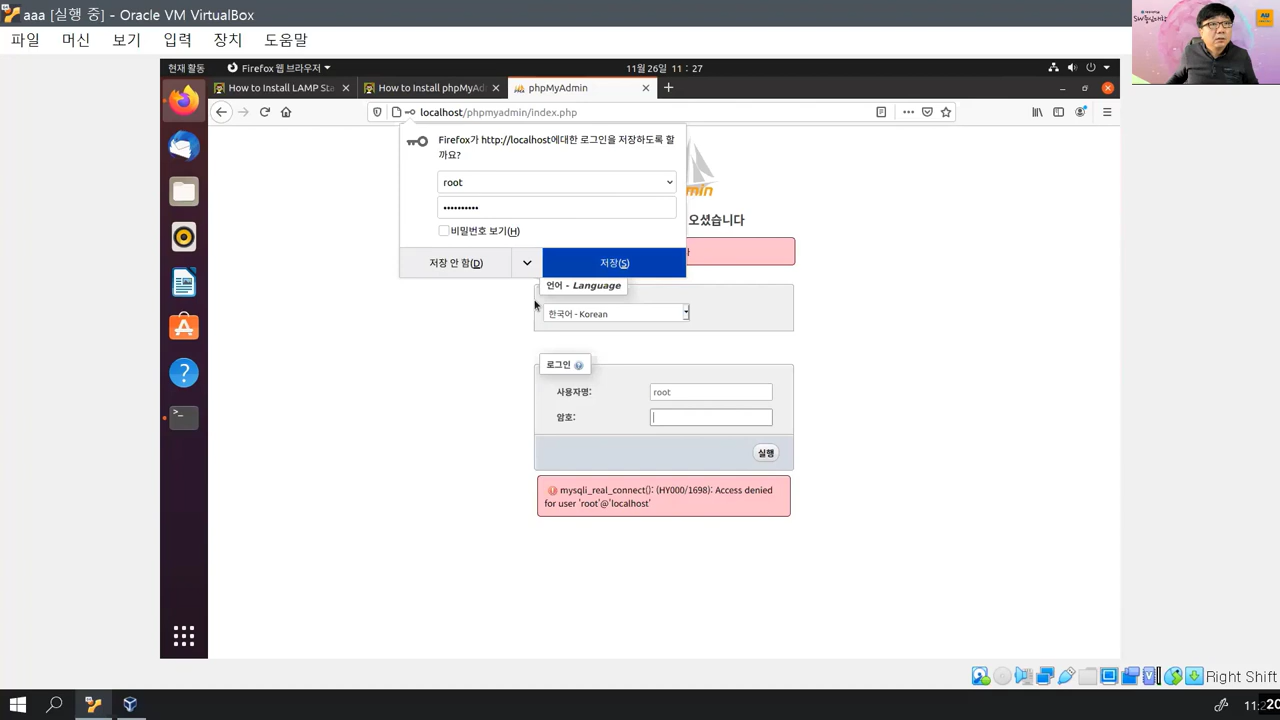 aaa [실행 중] - Oracle VM VirtualBox
파일 머신 보기 입력 장치 도움말
현재 활동 Firefox 웹 브라우저 11월 26일 11 : 27
How to Install LAMP Sta How to Install phpMyAd phpMyAdmin
localhost/phpmyadmin/index.php
Firefox가 http://localhost에대한 로그인을 저장하도록 할
까요?
root
••••••••••
비밀번호 보기(H)
저장 안 함(D) 저장(S)
오셨습니다
언어 - Language
한국어 - Korean
로그인
사용자명: root
암호:
실행
mysqli_real_connect(): (HY000/1698): Access denied
for user 'root'@'localhost'
Right Shift